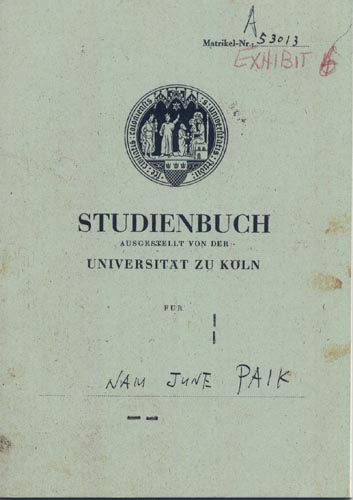 A
Matrikel-Nr.: 53013
EXHIBIT 6
STUDIENBUCH
AUSGESTELLT VON DER
UNIVERSITÄT ZU KÖLN
FÜR
NAM JUNE PAIK